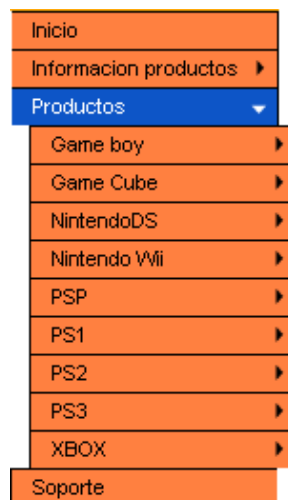 Inicio
Informacion productos
Productos
Game boy
Game Cube
NintendoDS
Nintendo Wii
PSP
PS1
PS2
PS3
XBOX
Soporte